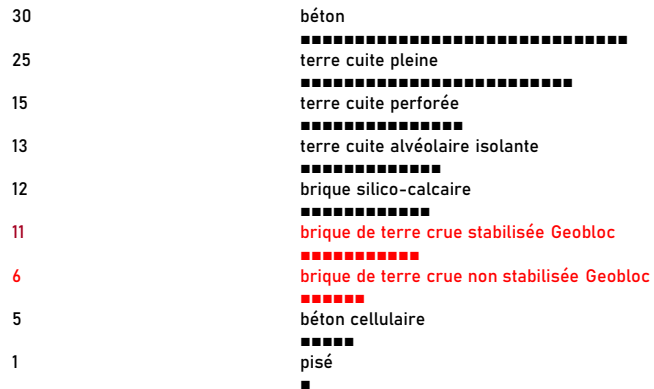 30 béton
■■■■■■■■■■■■■■■■■■■■■■■■■■■■■■
25 terre cuite pleine
■■■■■■■■■■■■■■■■■■■■■■■■■
15 terre cuite perforée
■■■■■■■■■■■■■■■
13 terre cuite alvéolaire isolante
■■■■■■■■■■■■■
12 brique silico-calcaire
■■■■■■■■■■■■
11 brique de terre crue stabilisée Geobloc
■■■■■■■■■■■
6 brique de terre crue non stabilisée Geobloc
■■■■■■
5 béton cellulaire
■■■■■
1 pisé
■